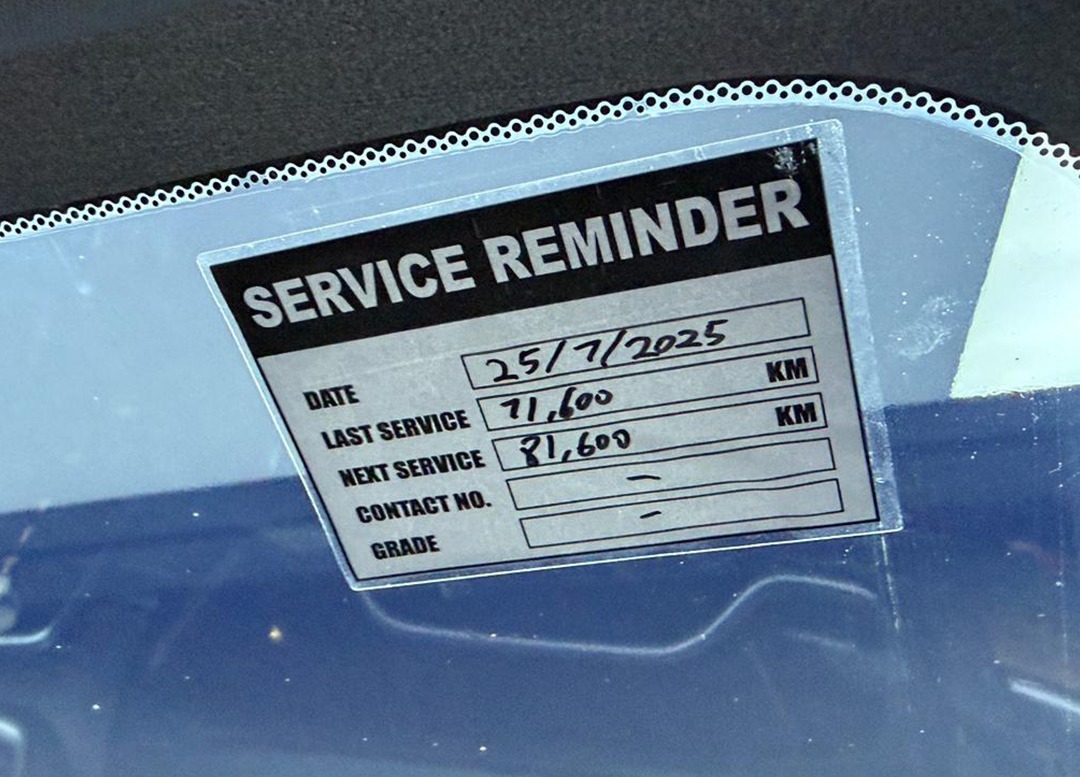 SERVICE REMINDER
DATE 25/7/2025
LAST SERVICE 71,600 KM
NEXT SERVICE 81,600 KM
CONTACT NO. -
GRADE -